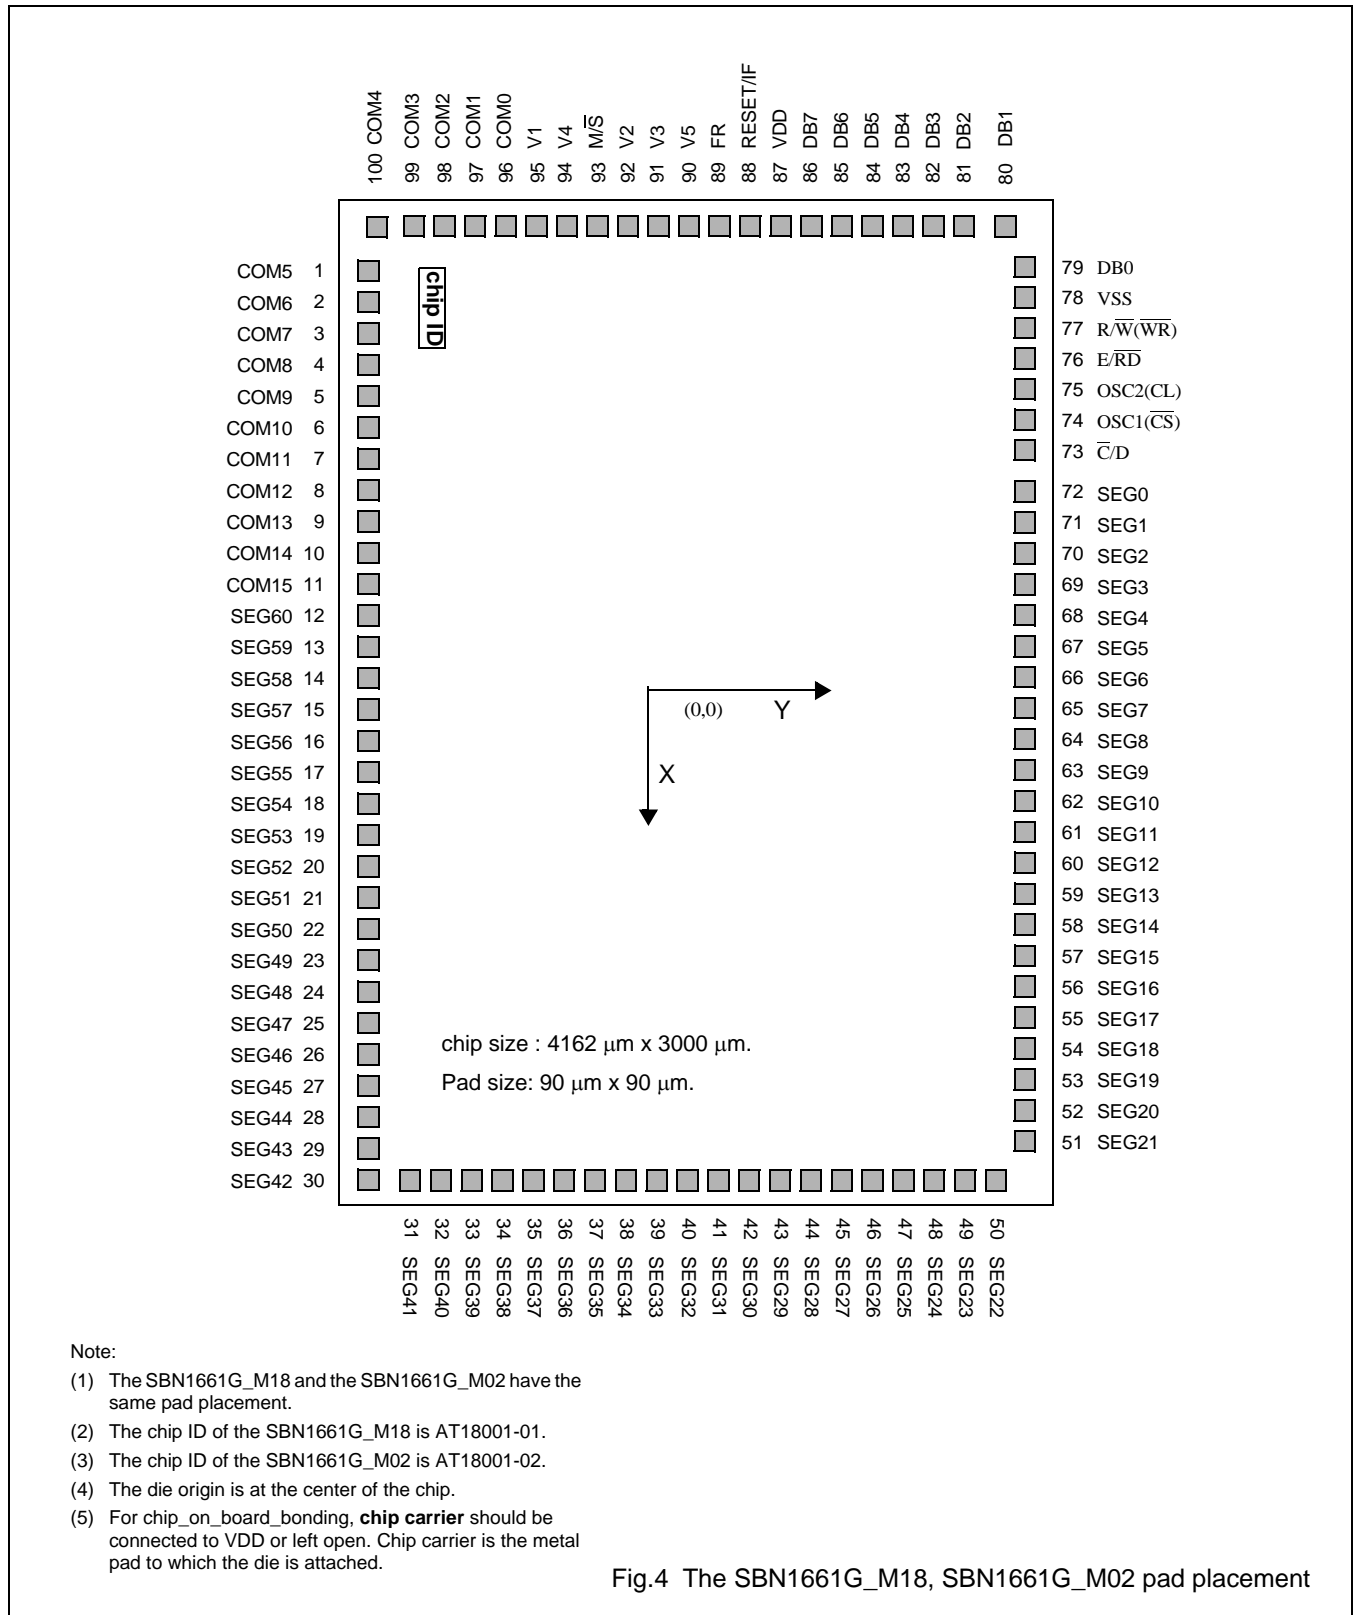 100 COM4
99 COM3
98 COM2
97 COM1
96 COM0
95 V1
94 V4
93 M/S̅
92 V2
91 V3
90 V5
89 FR
88 RESET/IF
87 VDD
86 DB7
85 DB6
84 DB5
83 DB4
82 DB3
81 DB2
80 DB1
COM5 1
COM6 2
COM7 3
COM8 4
COM9 5
COM10 6
COM11 7
COM12 8
COM13 9
COM14 10
COM15 11
SEG60 12
SEG59 13
SEG58 14
SEG57 15
SEG56 16
SEG55 17
SEG54 18
SEG53 19
SEG52 20
SEG51 21
SEG50 22
SEG49 23
SEG48 24
SEG47 25
SEG46 26
SEG45 27
SEG44 28
SEG43 29
SEG42 30
chip ID
(0,0)
Y
X
chip size : 4162 μm x 3000 μm.
Pad size: 90 μm x 90 μm.
79 DB0
78 VSS
77 R/W̅(W̅R̅)
76 E/R̅D̅
75 OSC2(CL)
74 OSC1(C̅S̅)
73 C̅/D
72 SEG0
71 SEG1
70 SEG2
69 SEG3
68 SEG4
67 SEG5
66 SEG6
65 SEG7
64 SEG8
63 SEG9
62 SEG10
61 SEG11
60 SEG12
59 SEG13
58 SEG14
57 SEG15
56 SEG16
55 SEG17
54 SEG18
53 SEG19
52 SEG20
51 SEG21
31 SEG41
32 SEG40
33 SEG39
34 SEG38
35 SEG37
36 SEG36
37 SEG35
38 SEG34
39 SEG33
40 SEG32
41 SEG31
42 SEG30
43 SEG29
44 SEG28
45 SEG27
46 SEG26
47 SEG25
48 SEG24
49 SEG23
50 SEG22
Note:
(1) The SBN1661G_M18 and the SBN1661G_M02 have the
same pad placement.
(2) The chip ID of the SBN1661G_M18 is AT18001-01.
(3) The chip ID of the SBN1661G_M02 is AT18001-02.
(4) The die origin is at the center of the chip.
(5) For chip_on_board_bonding, chip carrier should be
connected to VDD or left open. Chip carrier is the metal
pad to which the die is attached.
Fig.4 The SBN1661G_M18, SBN1661G_M02 pad placement